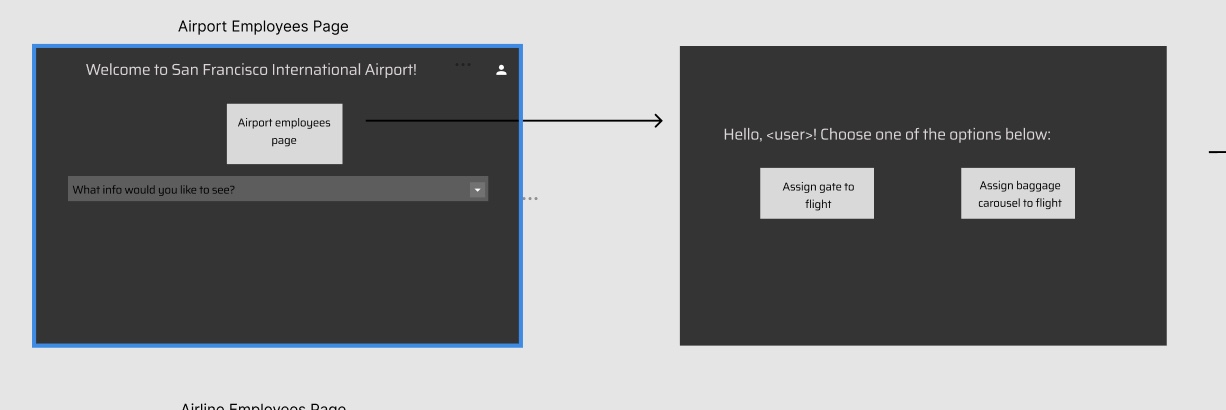 Airport Employees Page
Welcome to San Francisco International Airport!
Airport employees
page
What info would you like to see?
Hello, <user>! Choose one of the options below:
Assign gate to
flight
Assign baggage
carousel to flight
Airline Employees Page